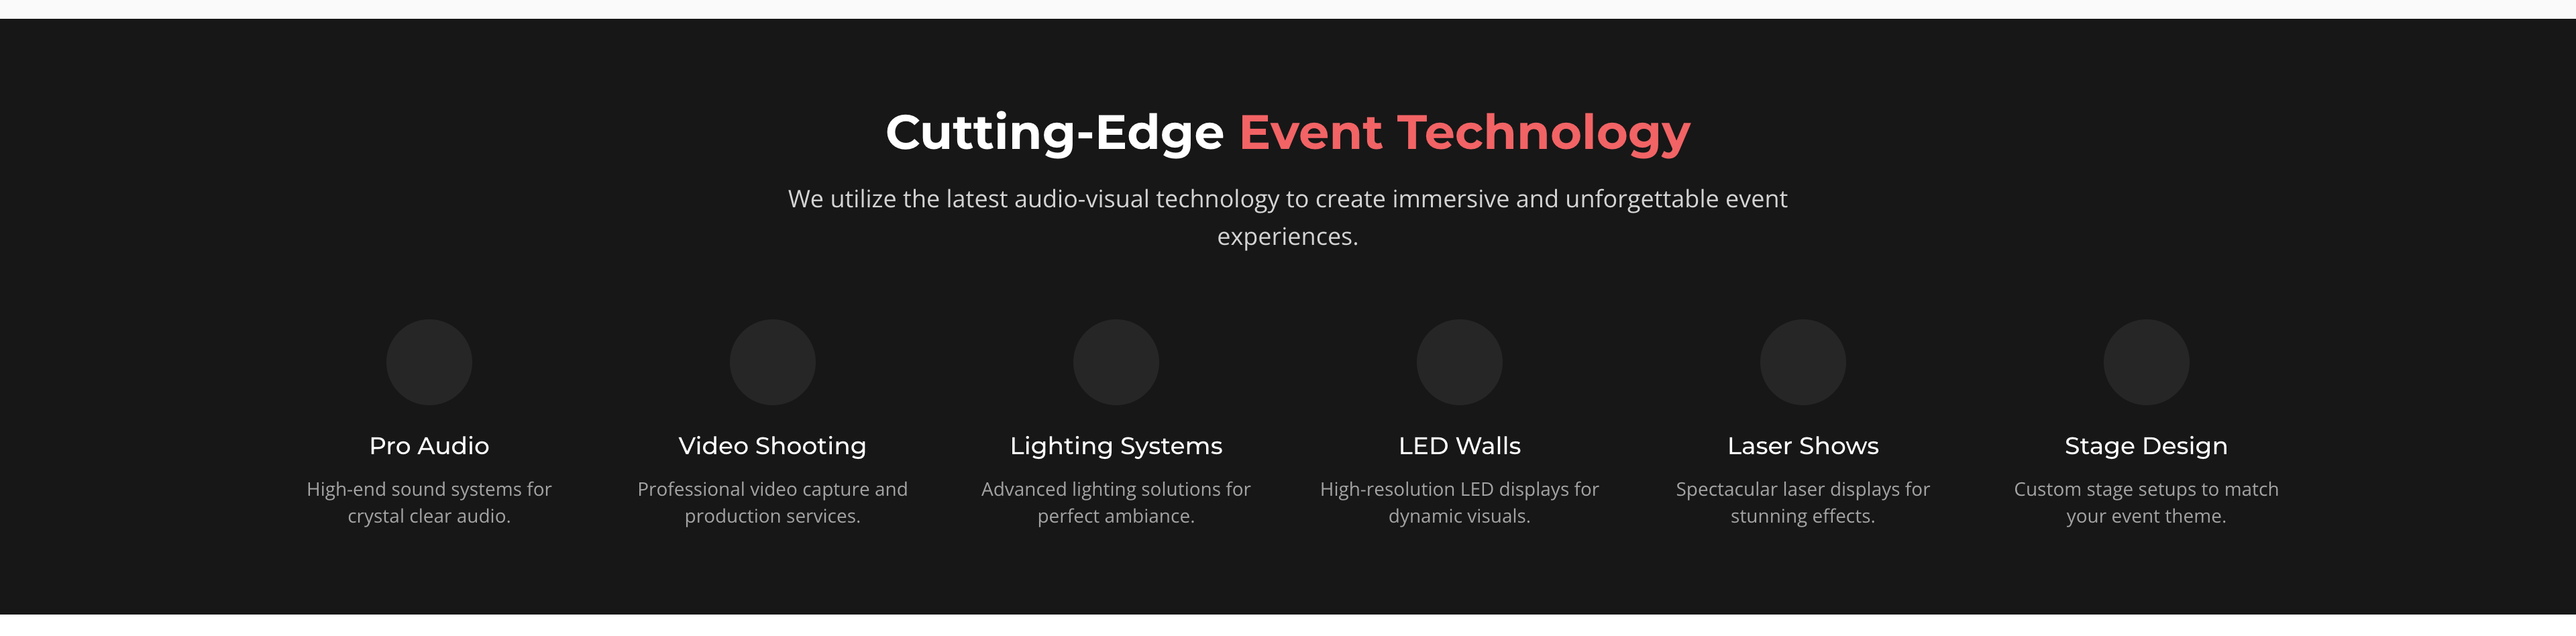 Cutting-Edge Event Technology
We utilize the latest audio-visual technology to create immersive and unforgettable event
experiences.
Pro Audio
High-end sound systems for
crystal clear audio.
Video Shooting
Professional video capture and
production services.
Lighting Systems
Advanced lighting solutions for
perfect ambiance.
LED Walls
High-resolution LED displays for
dynamic visuals.
Laser Shows
Spectacular laser displays for
stunning effects.
Stage Design
Custom stage setups to match
your event theme.